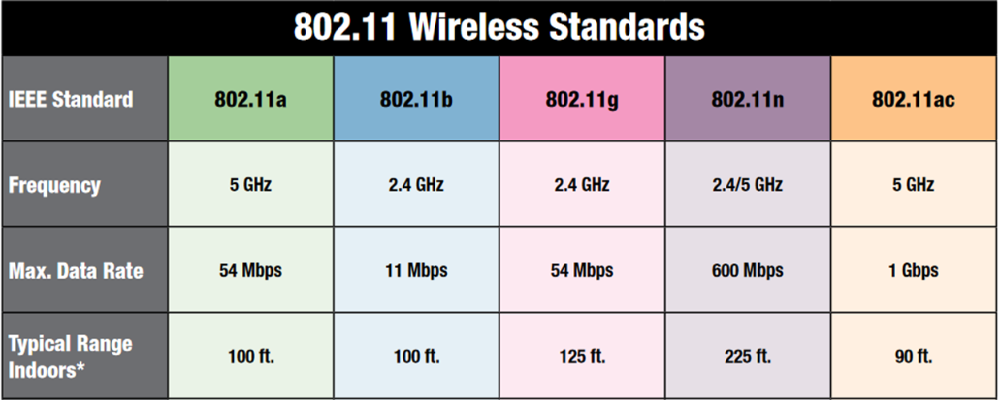 802.11 Wireless Standards
IEEE Standard 802.11a 802.11b 802.11g 802.11n 802.11ac
Frequency 5 GHz 2.4 GHz 2.4 GHz 2.4/5 GHz 5 GHz
Max. Data Rate 54 Mbps 11 Mbps 54 Mbps 600 Mbps 1 Gbps
Typical Range
Indoors* 100 ft. 100 ft. 125 ft. 225 ft. 90 ft.